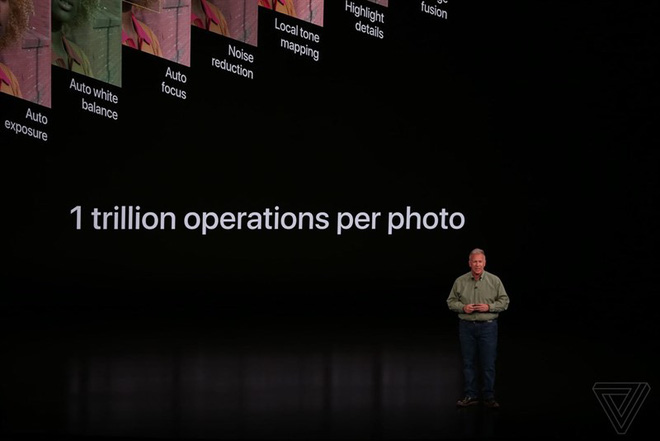 Auto
exposure
Auto white
balance
Auto
focus
Noise
reduction
Local tone
mapping
Highlight
details
fusion
1 trillion operations per photo